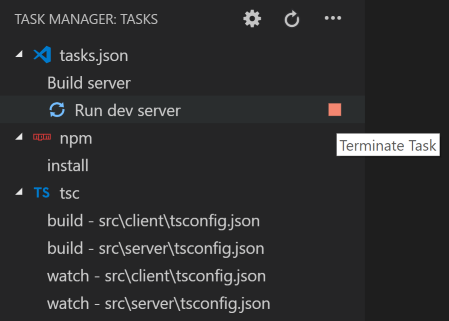 TASK MANAGER: TASKS
tasks.json
Build server
Run dev server
npm
npm
Terminate Task
install
TS tsc
build - src\client\tsconfig.json
build - src\server\tsconfig.json
watch - src\client\tsconfig.json
watch - src\server\tsconfig.json